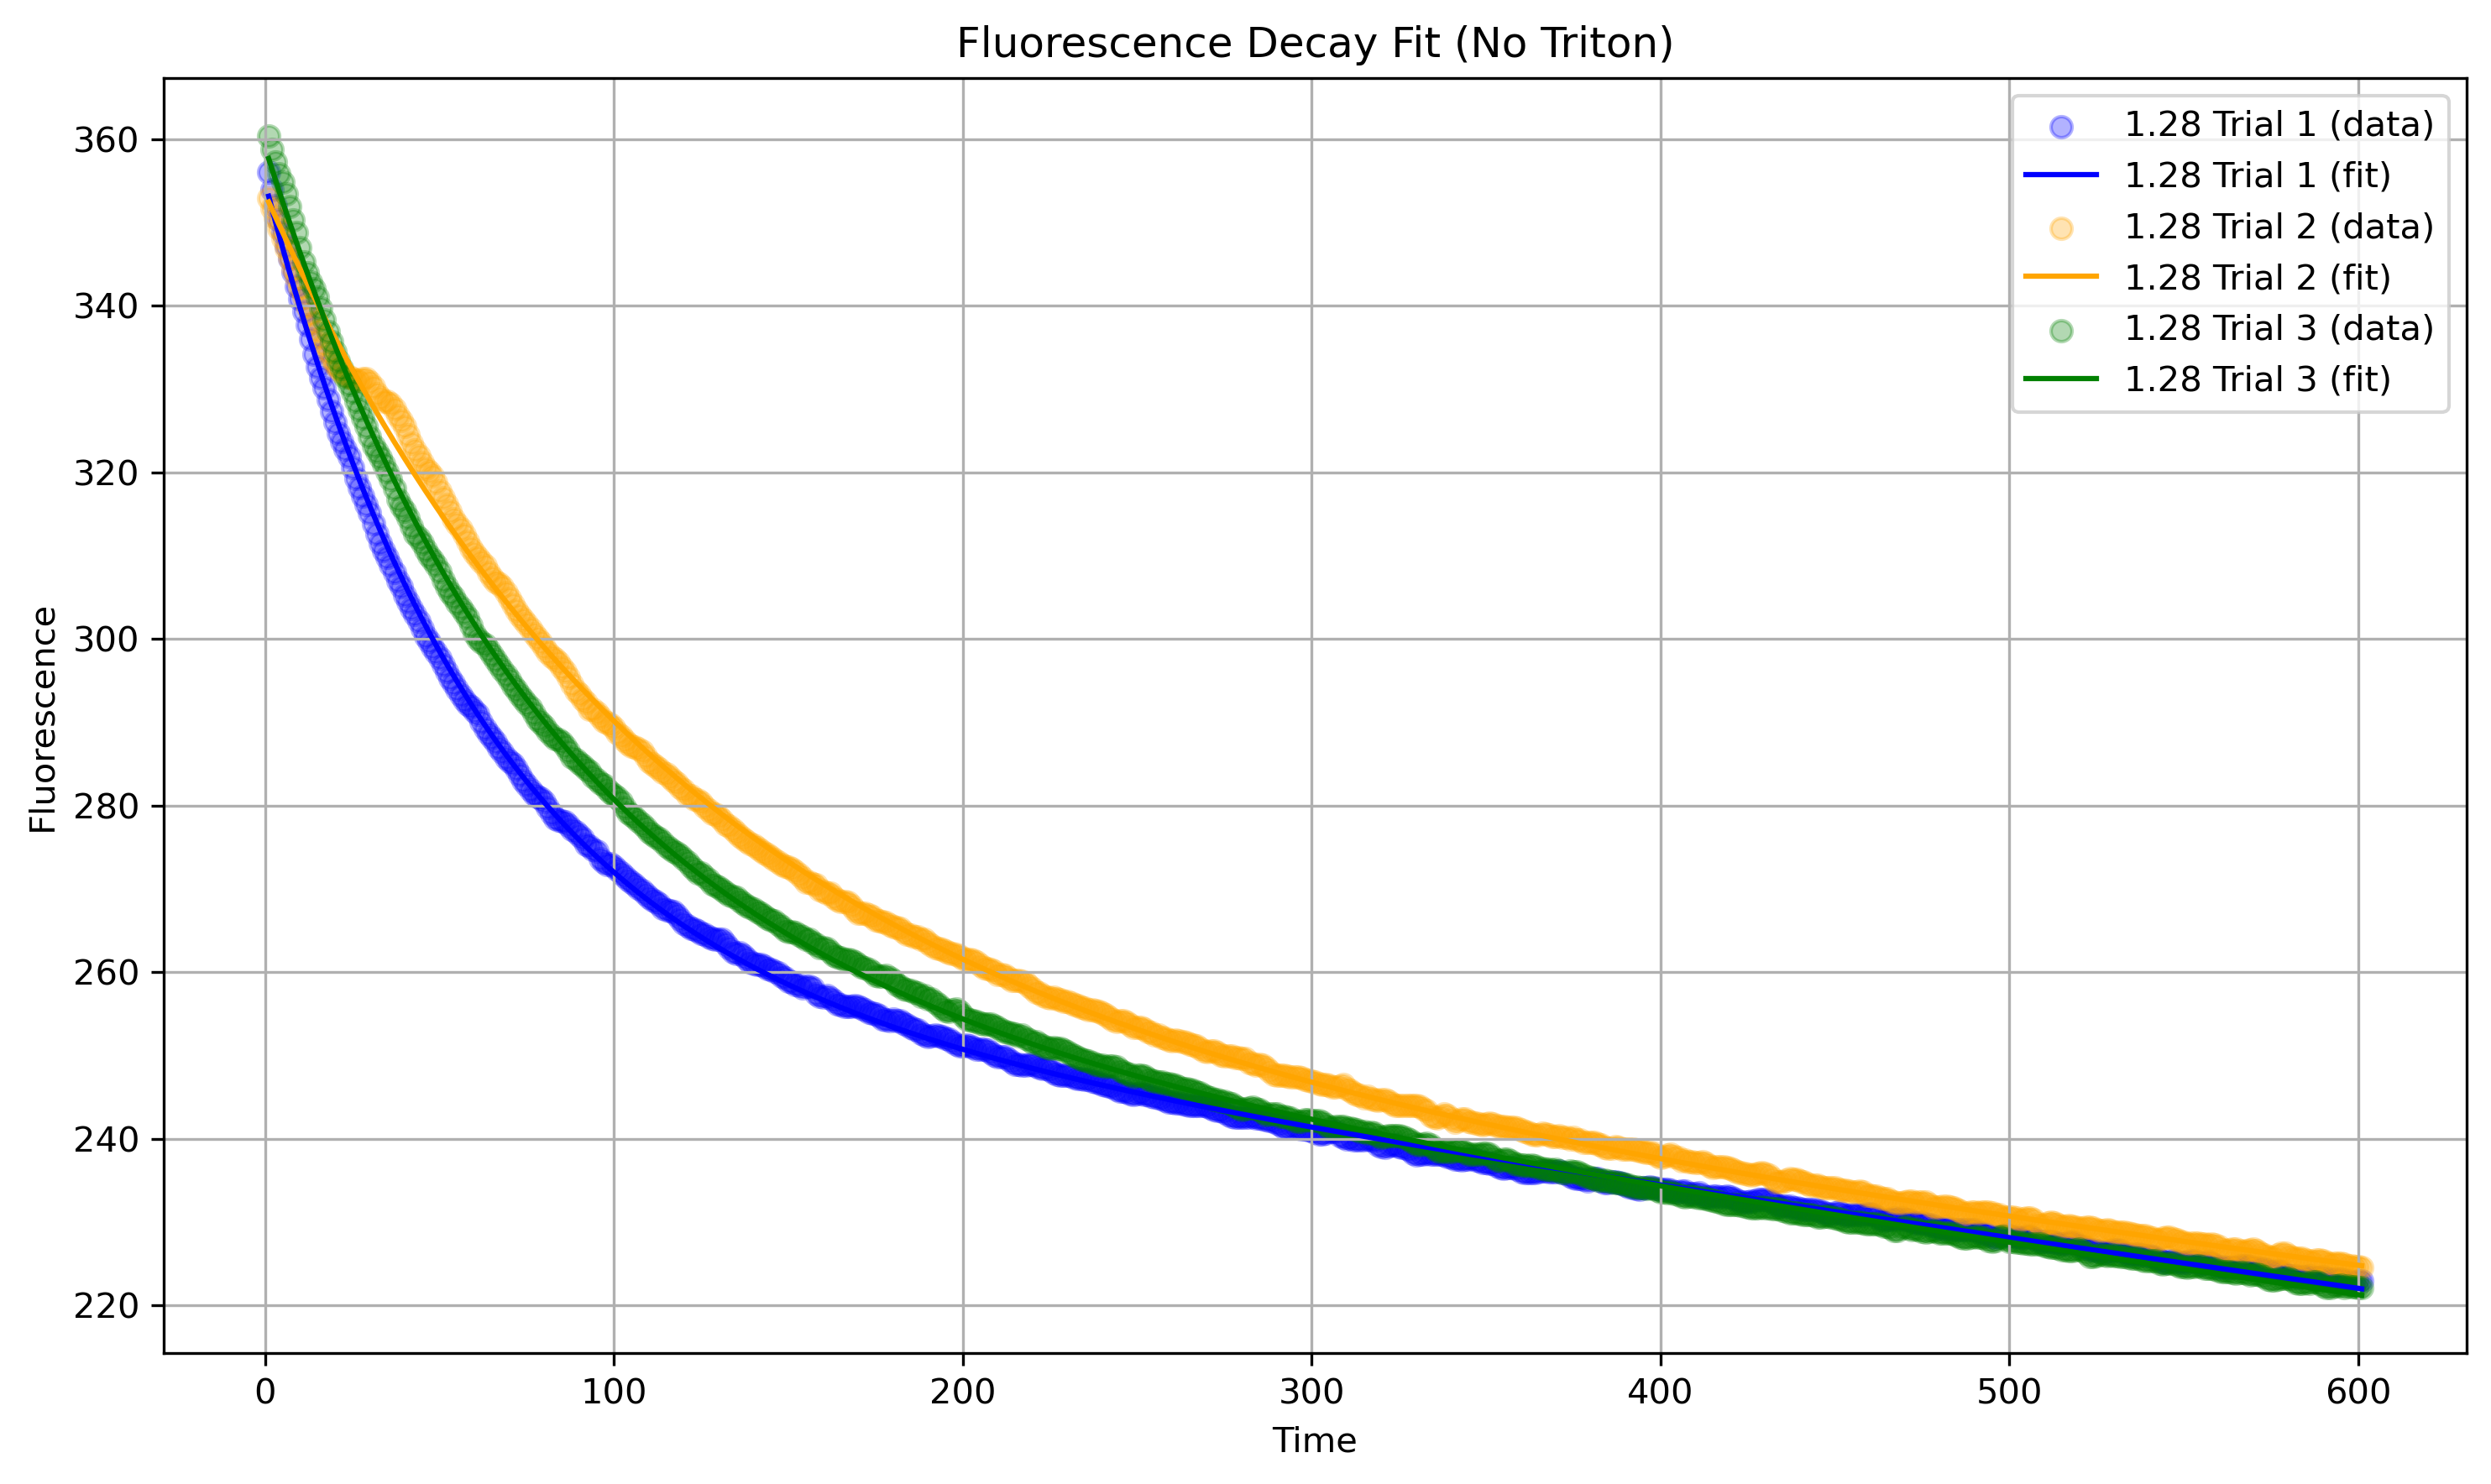 Fluorescence Decay Fit (No Triton)
1.28 Trial 1 (data)
1.28 Trial 1 (fit)
1.28 Trial 2 (data)
1.28 Trial 2 (fit)
1.28 Trial 3 (data)
1.28 Trial 3 (fit)
Fluorescence
360
340
320
300
280
260
240
220
0 100 200 300 400 500 600
Time